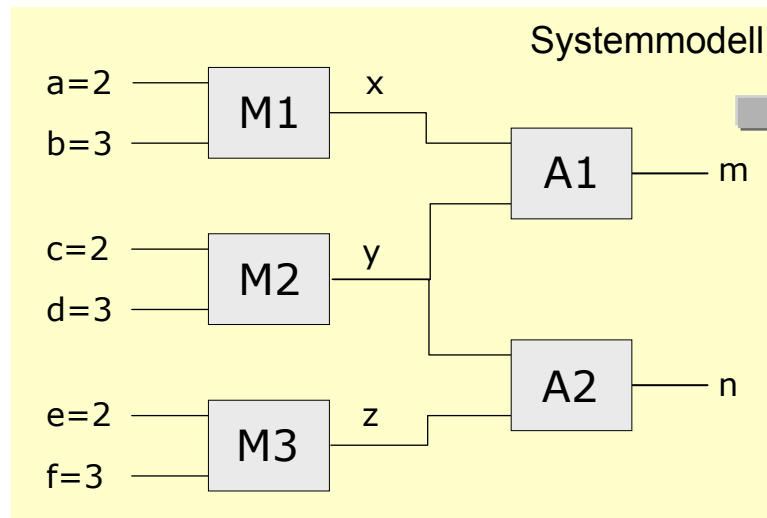 Systemmodell
a=2
x
M1
b=3
A1
m
c=2
y
M2
d=3
A2
n
e=2
z
M3
f=3